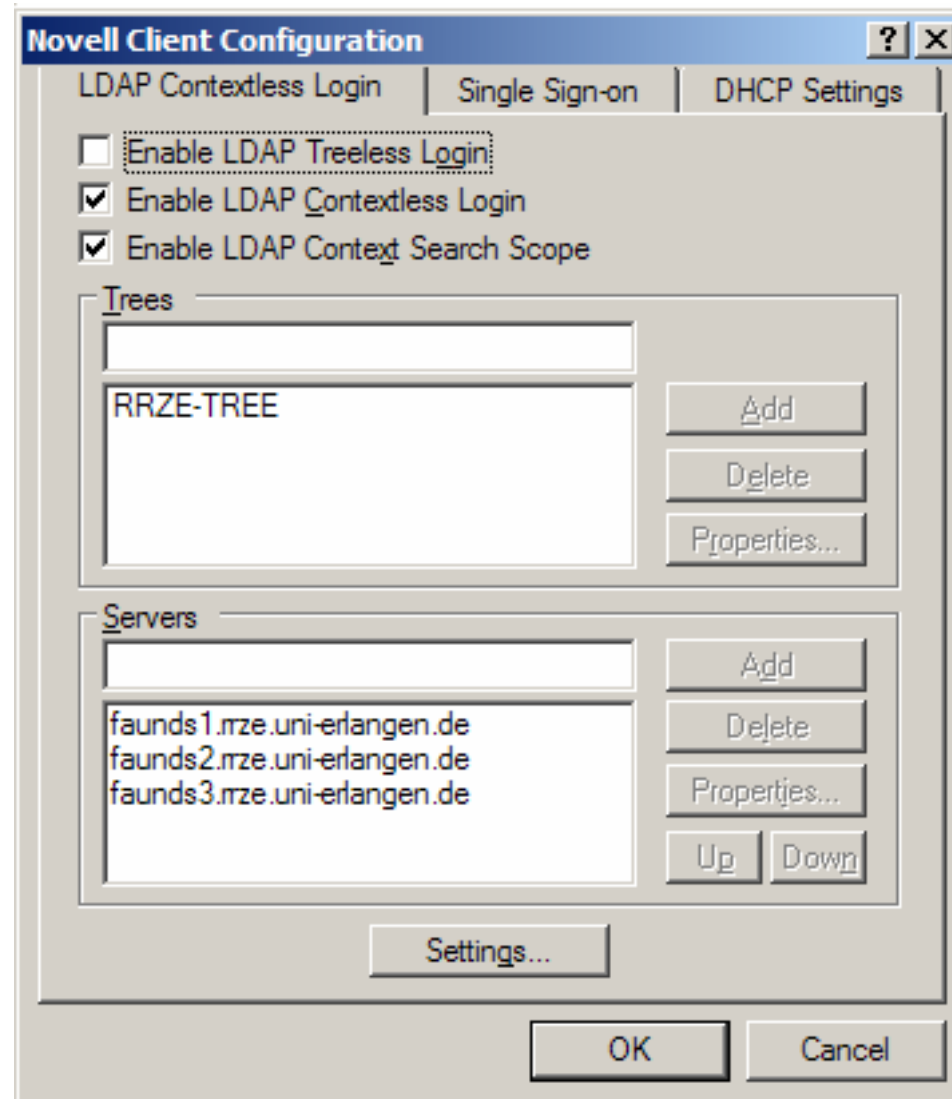 Novell Client Configuration
LDAP Contextless Login Single Sign-on DHCP Settings
Enable LDAP Treeless Login
Enable LDAP Contextless Login
Enable LDAP Context Search Scope
Trees
RRZE-TREE
Add
Delete
Properties...
Servers
Add
faunds1.rrze.uni-erlangen.de
faunds2.rrze.uni-erlangen.de
faunds3.rrze.uni-erlangen.de
Delete
Properties...
Up Down
Settings...
OK Cancel